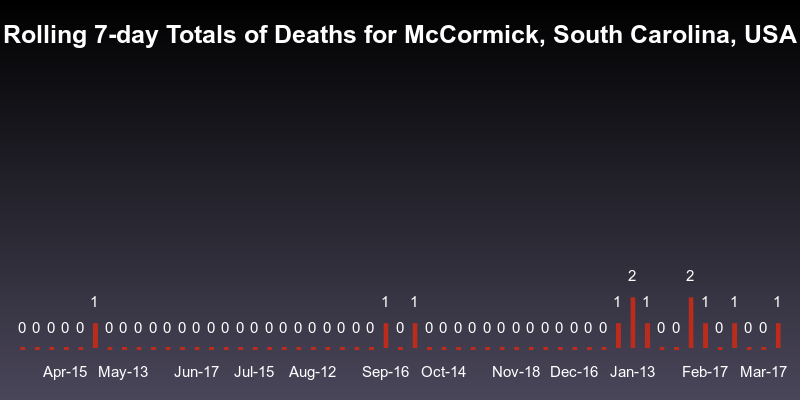 Rolling 7-day Totals of Deaths for McCormick, South Carolina, USA
2 2
1 1 1 1 1 1 1 1
0 0 0 0 0 0 0 0 0 0 0 0 0 0 0 0 0 0 0 0 0 0 0 0 0 0 0 0 0 0 0 0 0 0 0 0 0 0 0 0 0 0 0
Apr-15 May-13 Jun-17 Jul-15 Aug-12 Sep-16 Oct-14 Nov-18 Dec-16 Jan-13 Feb-17 Mar-17